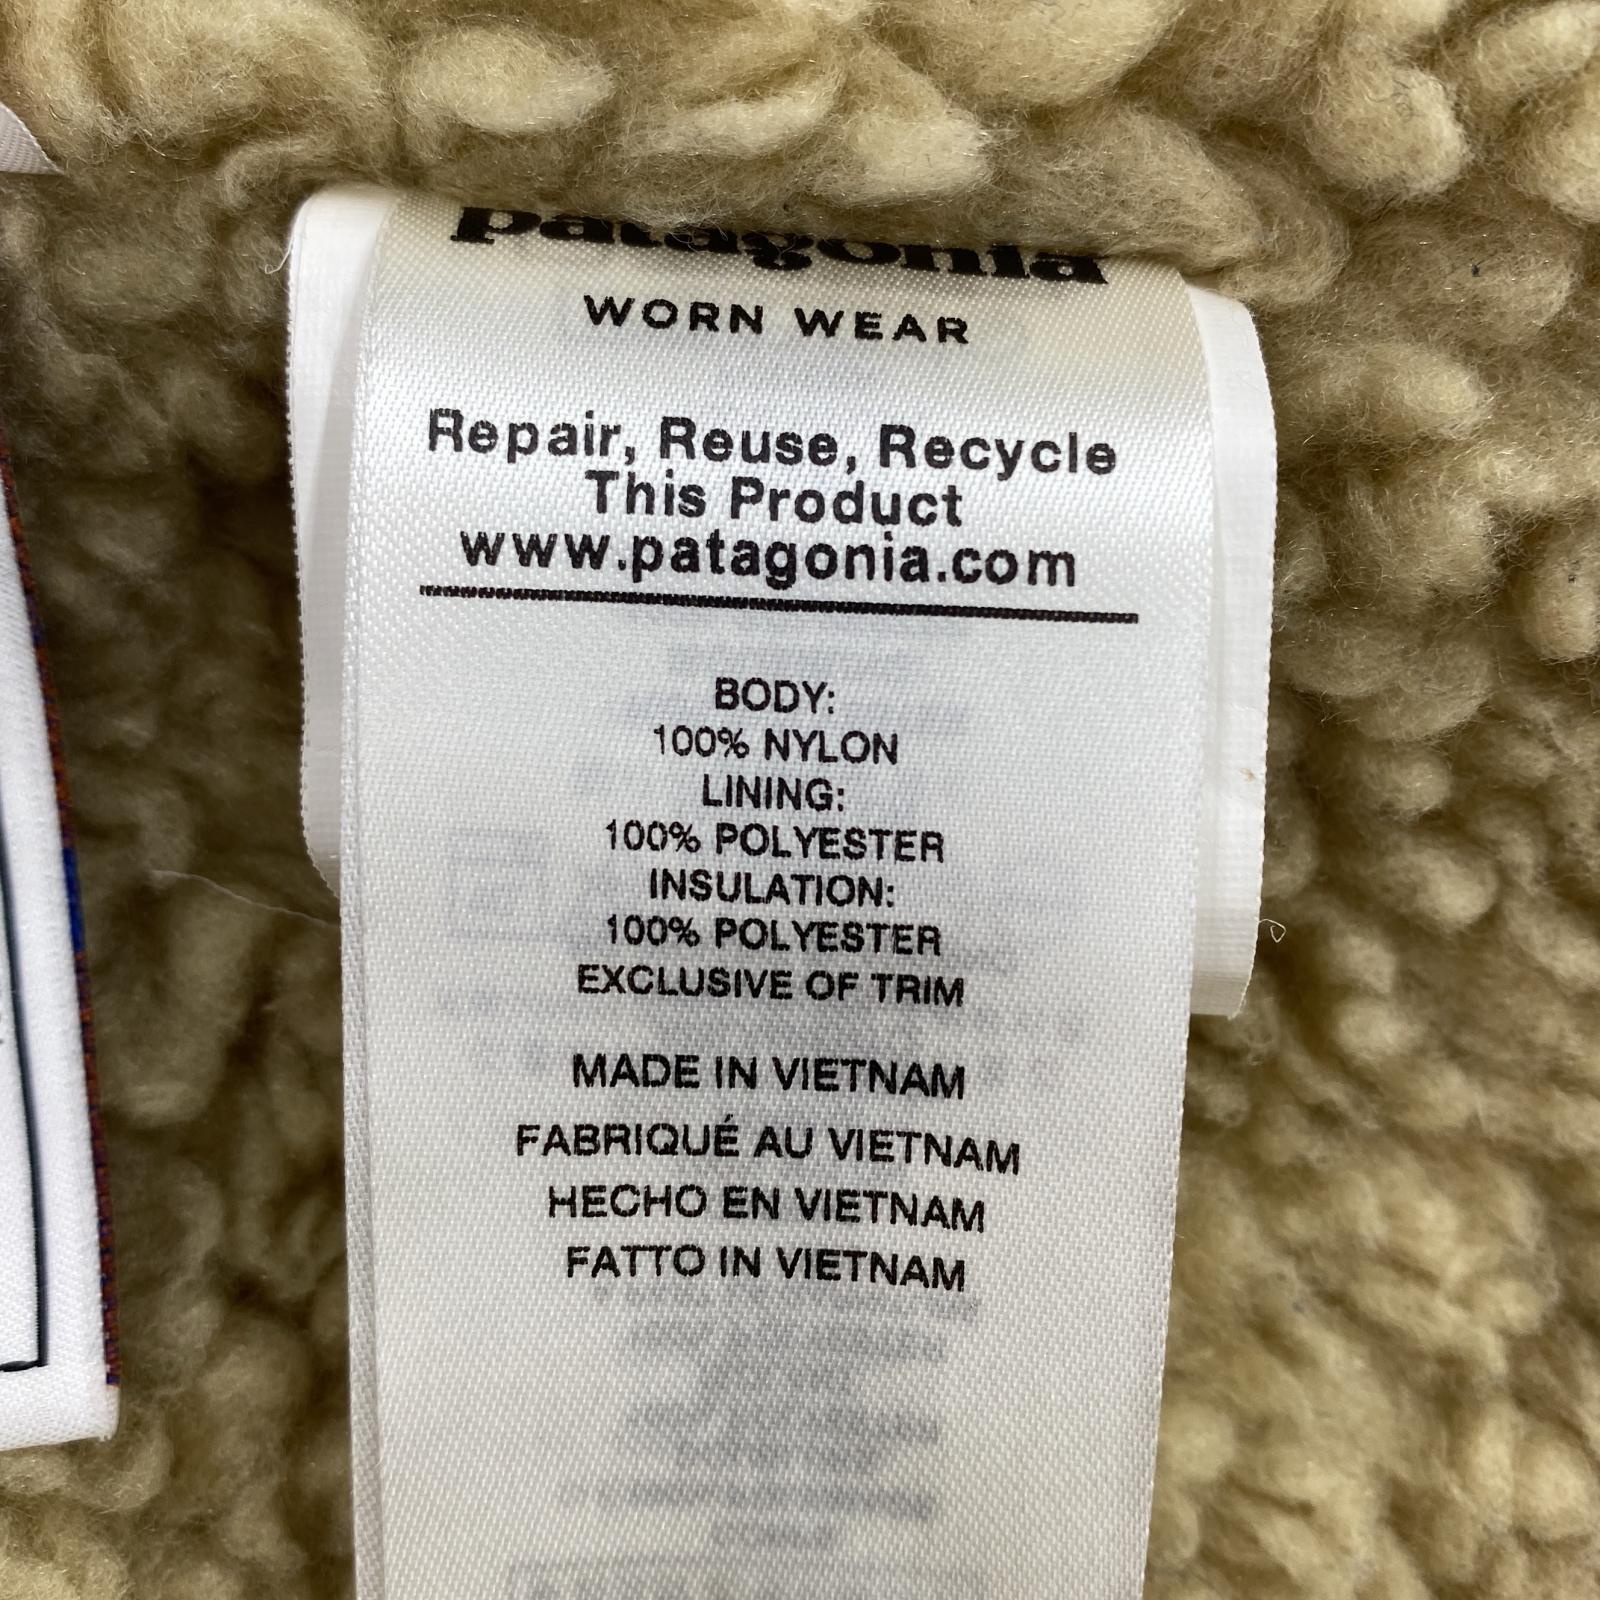 patagonia
WORN WEAR
Repair, Reuse, Recycle
This Product
www.patagonia.com
BODY:
100% NYLON
LINING:
100% POLYESTER
INSULATION:
100% POLYESTER
EXCLUSIVE OF TRIM
MADE IN VIETNAM
FABRIQUÉ AU VIETNAM
HECHO EN VIETNAM
FATTO IN VIETNAM